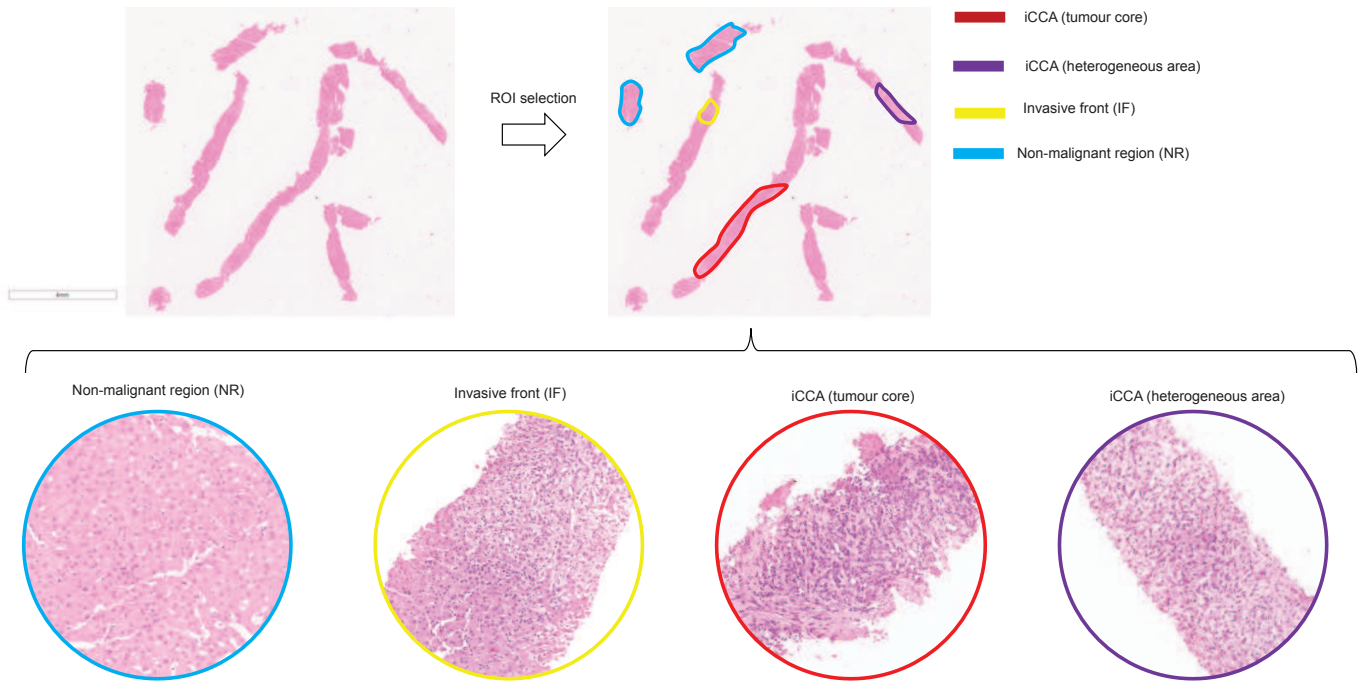 iCCA (tumour core)
iCCA (heterogeneous area)
Invasive front (IF)
Non-malignant region (NR)
ROI selection
4mm
Non-malignant region (NR)
Invasive front (IF)
iCCA (tumour core)
iCCA (heterogeneous area)